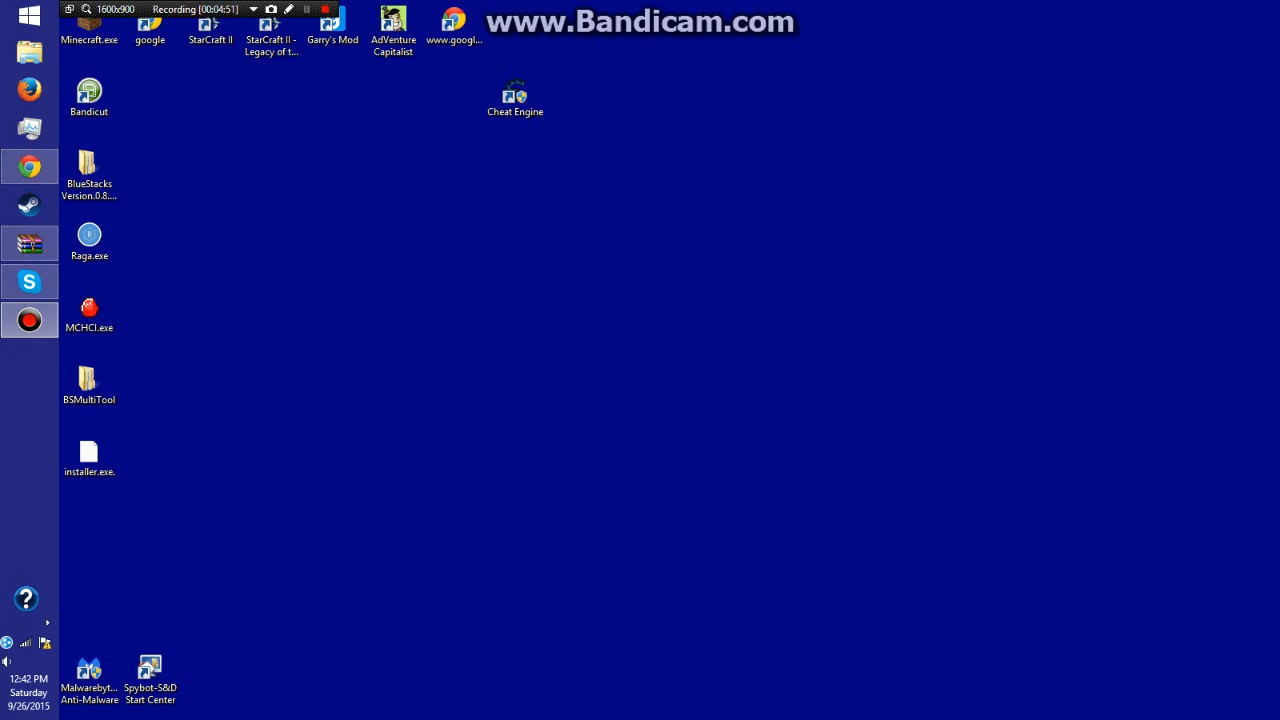 1600x900 Recording [00:04:51]
www.Bandicam.com
Minecraft.exe
google
StarCraft II
StarCraft II -
Legacy of t...
Garry's Mod
AdVenture
Capitalist
www.googl...
Bandicut
Cheat Engine
BlueStacks
Version.0.8....
Raga.exe
MCHCI.exe
BSMultiTool
installer.exe.
Malwarebyt...
Anti-Malware
Spybot-S&D
Start Center
12:42 PM
Saturday
9/26/2015